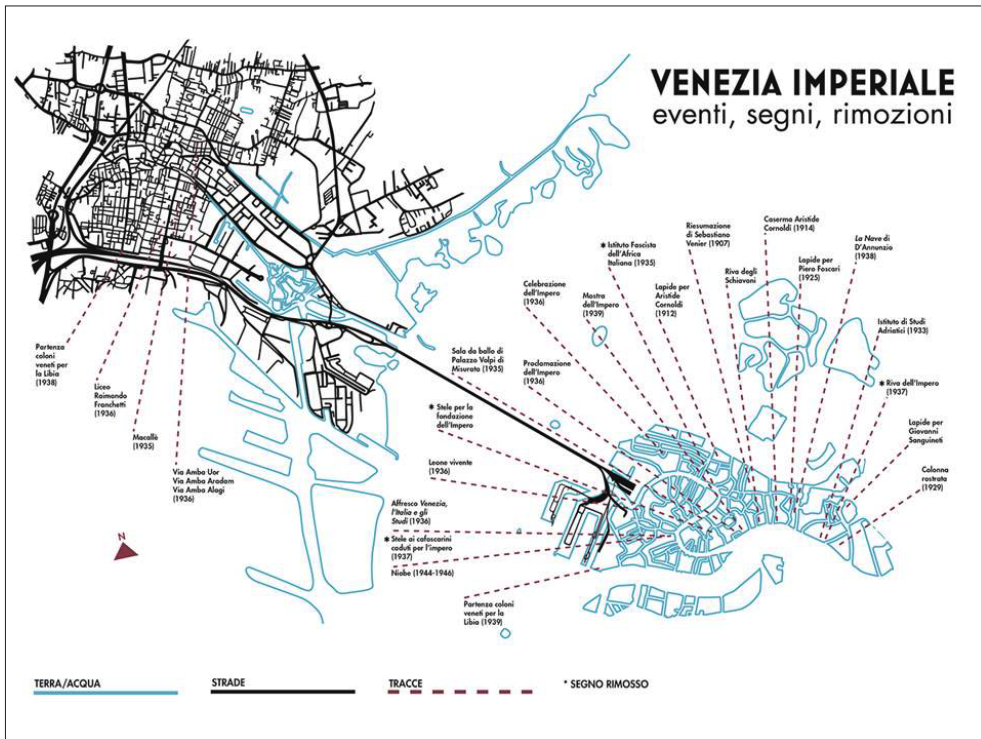 VENEZIA IMPERIALE
eventi, segni, rimozioni
Partenza
coloni
veneti per
la Libia
(1938)
Liceo
Raimondo
Franchetti
(1936)
Macallè
(1935)
Via Amba Uor
Via Amba Aradam
Via Amba Alagi
(1936)
Sala da ballo di
Palazzo Volpi di
Misurata (1935)
* Stele per la
fondazione
dell'Impero
Leone vivente
(1936)
Affresco Venezia,
l'Italia e gli
Studi (1936)
* Stele ai cafoscarini
caduti per l'impero
(1937)
Niobe (1944-1946)
Partenza coloni
veneti per la
Libia (1939)
Celebrazione
dell'Impero
(1936)
Proclamazione
dell'Impero
(1936)
Mostra
dell'Impero
(1939)
* Istituto Fascista
dell'Africa
Italiana (1935)
Lapide per
Aristide
Cornoldi
(1912)
Riesumazione
di Sebastiano
Venier (1907)
Riva degli
Schiavoni
Caserma Aristide
Cornoldi
(1914)
Lapide per
Piero Foscari
(1925)
La Nave di
D'Annunzio
(1938)
Istituto di Studi
Adriatici (1933)
* Riva dell'Impero
(1937)
Lapide per
Giovanni
Sanguineti
Colonna
rostrata
(1929)
N
TERRA/ACQUA
STRADE
TRACCE
* SEGNO RIMOSSO